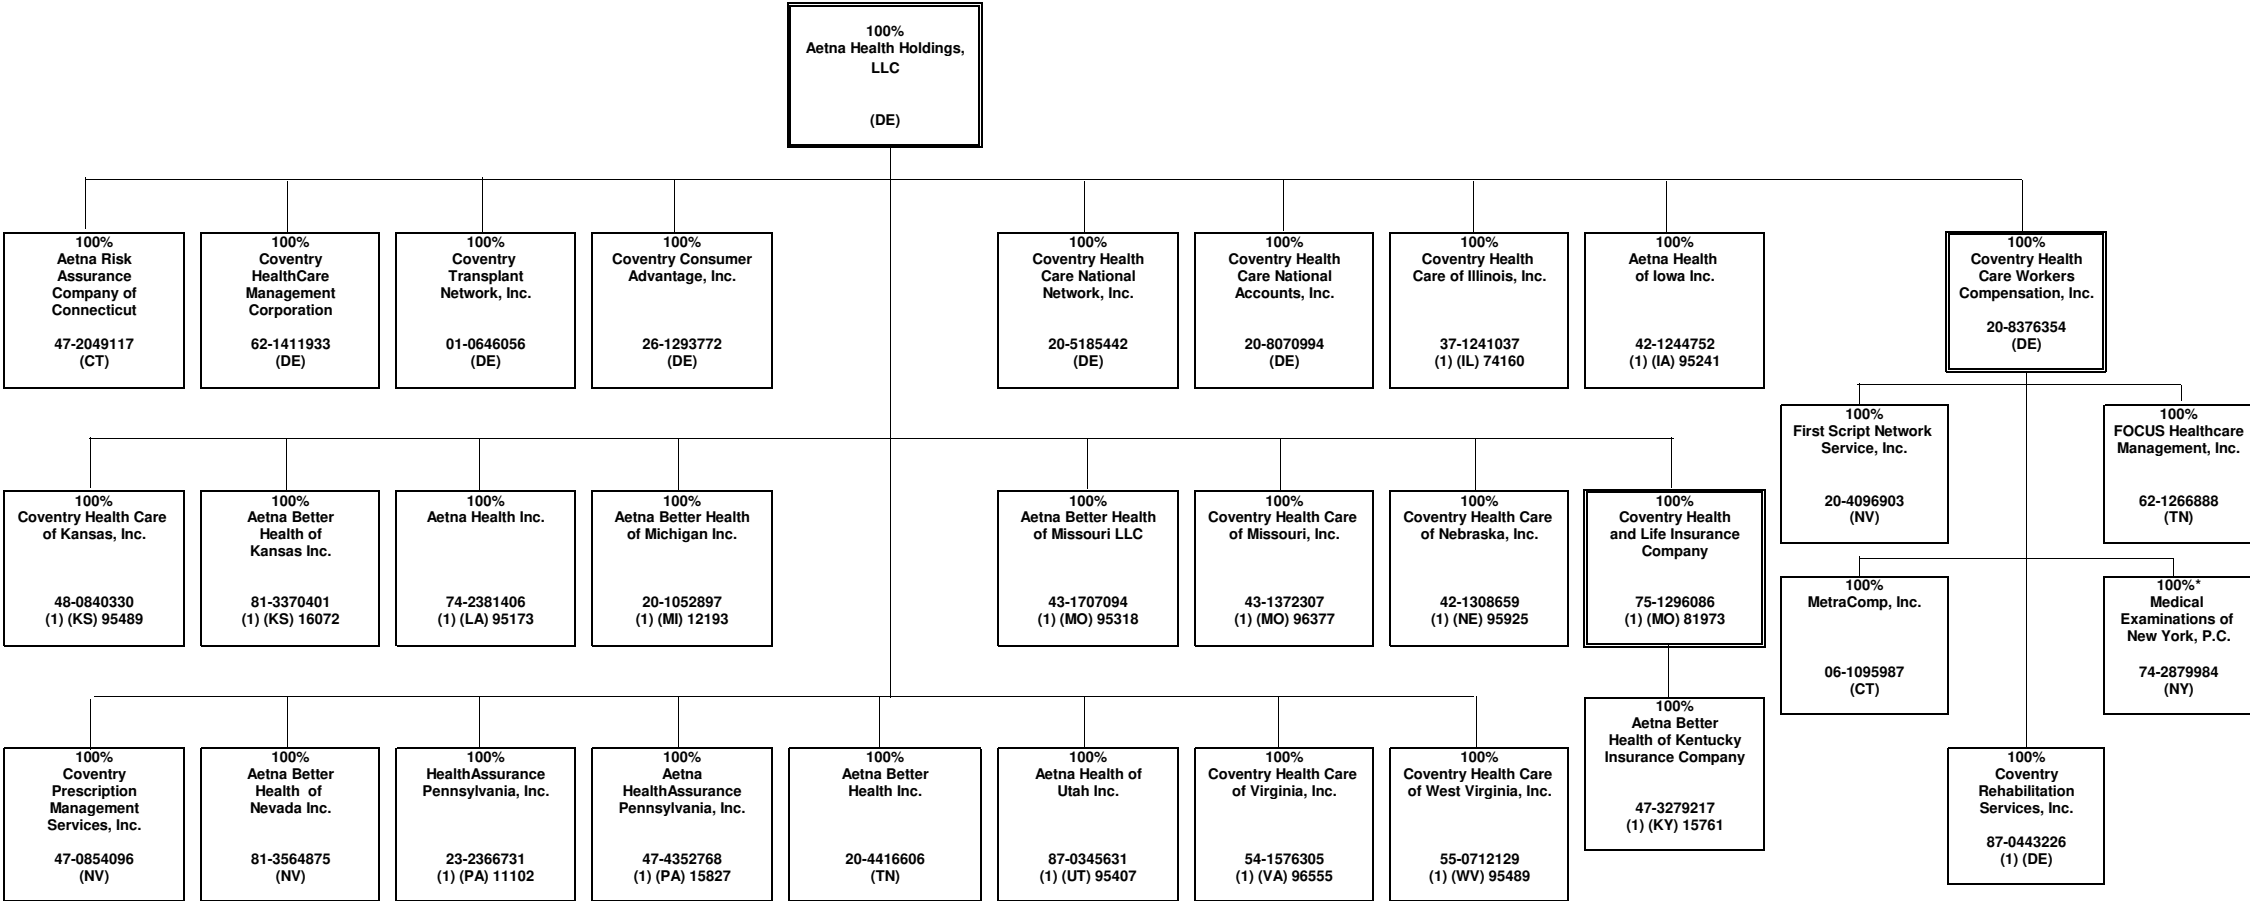 100%
Aetna Health Holdings,
LLC
(DE)
100%
Aetna Risk
Assurance
Company of
Connecticut
47-2049117
(CT)
100%
Coventry
HealthCare
Management
Corporation
62-1411933
(DE)
100%
Coventry
Transplant
Network, Inc.
01-0646056
(DE)
100%
Coventry Consumer
Advantage, Inc.
26-1293772
(DE)
100%
Coventry Health
Care National
Network, Inc.
20-5185442
(DE)
100%
Coventry Health
Care National
Accounts, Inc.
20-8070994
(DE)
100%
Coventry Health
Care of Illinois, Inc.
37-1241037
(1) (IL) 74160
100%
Aetna Health
of Iowa Inc.
42-1244752
(1) (IA) 95241
100%
Coventry Health
Care Workers
Compensation, Inc.
20-8376354
(DE)
100%
First Script Network
Service, Inc.
20-4096903
(NV)
100%
FOCUS Healthcare
Management, Inc.
62-1266888
(TN)
100%
Coventry Health Care
of Kansas, Inc.
48-0840330
(1) (KS) 95489
100%
Aetna Better
Health of
Kansas Inc.
81-3370401
(1) (KS) 16072
100%
Aetna Health Inc.
74-2381406
(1) (LA) 95173
100%
Aetna Better Health
of Michigan Inc.
20-1052897
(1) (MI) 12193
100%
Aetna Better Health
of Missouri LLC
43-1707094
(1) (MO) 95318
100%
Coventry Health Care
of Missouri, Inc.
43-1372307
(1) (MO) 96377
100%
Coventry Health Care
of Nebraska, Inc.
42-1308659
(1) (NE) 95925
100%
Coventry Health
and Life Insurance
Company
75-1296086
(1) (MO) 81973
100%
MetraComp, Inc.
06-1095987
(CT)
100%*
Medical
Examinations of
New York, P.C.
74-2879984
(NY)
100%
Aetna Better
Health of Kentucky
Insurance Company
47-3279217
(1) (KY) 15761
100%
Coventry
Prescription
Management
Services, Inc.
47-0854096
(NV)
100%
Aetna Better
Health of
Nevada Inc.
81-3564875
(NV)
100%
HealthAssurance
Pennsylvania, Inc.
23-2366731
(1) (PA) 11102
100%
Aetna
HealthAssurance
Pennsylvania, Inc.
47-4352768
(1) (PA) 15827
100%
Aetna Better
Health Inc.
20-4416606
(TN)
100%
Aetna Health of
Utah Inc.
87-0345631
(1) (UT) 95407
100%
Coventry Health Care
of Virginia, Inc.
54-1576305
(1) (VA) 96555
100%
Coventry Health Care
of West Virginia, Inc.
55-0712129
(1) (WV) 95489
100%
Coventry
Rehabilitation
Services, Inc.
87-0443226
(1) (DE)